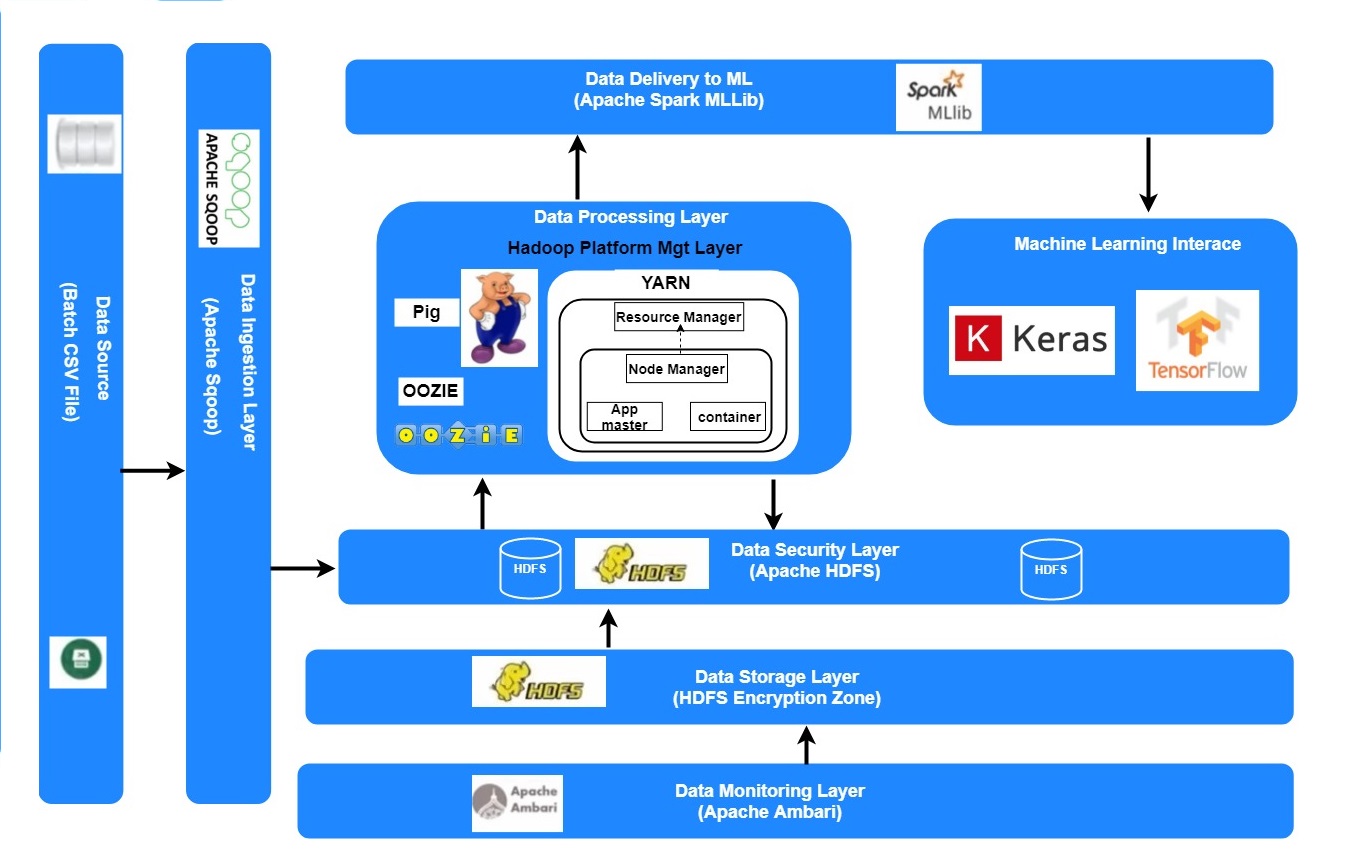 Data Source
(Batch CSV File)
APACHE SQOOP
sqoop
Data Ingestion Layer
(Apache Sqoop)
Data Delivery to ML
(Apache Spark MLLib)
Spark
MLlib
Data Processing Layer
Hadoop Platform Mgt Layer
Pig
OOZIE
OOZiE
YARN
Resource Manager
Node Manager
App
master
container
Machine Learning Interace
K Keras
TensorFlow
HDFS
HDFS
Data Security Layer
(Apache HDFS)
HDFS
HDFS
Data Storage Layer
(HDFS Encryption Zone)
Apache
Ambari
Data Monitoring Layer
(Apache Ambari)